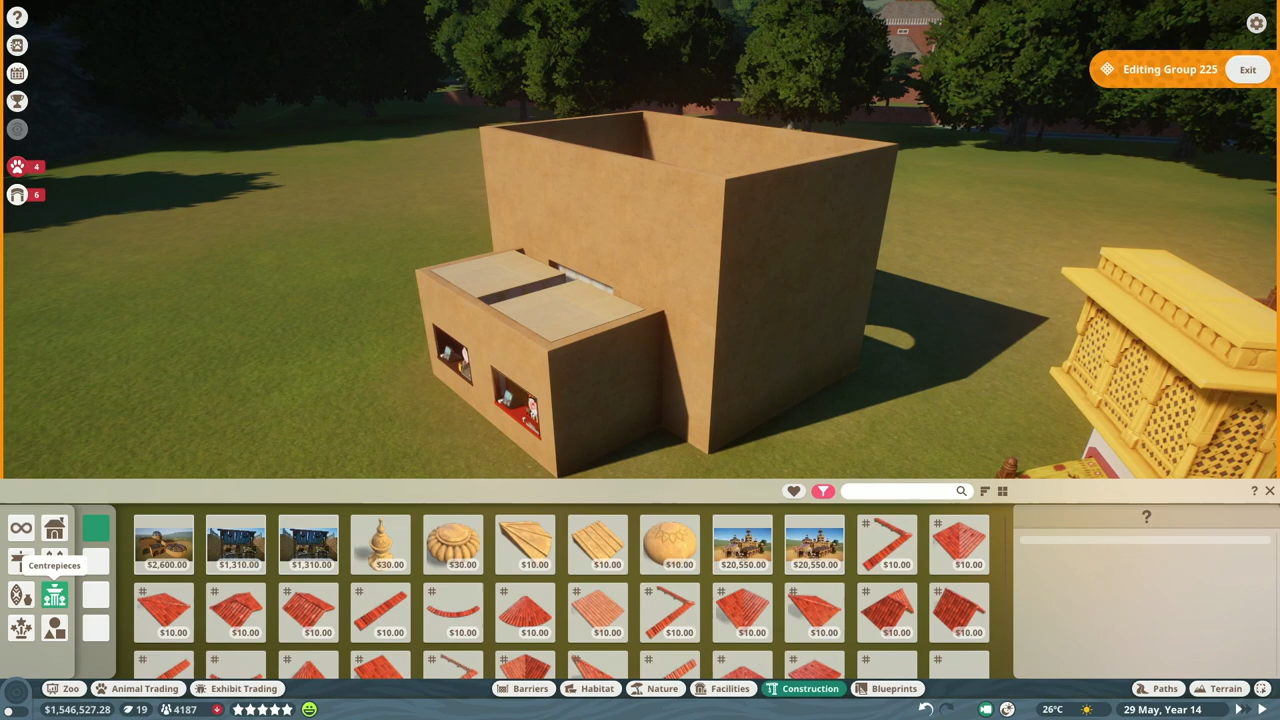 ?
Editing Group 225
Exit
4
6
? ×
Centrepieces
?
$2,600.00
$1,310.00
$1,310.00
$30.00
$30.00
$10.00
$10.00
$10.00
$20,550.00
$20,550.00
$10.00
$10.00
$10.00
$10.00
$10.00
$10.00
$10.00
$10.00
$10.00
$10.00
$10.00
$10.00
$10.00
$10.00
Zoo
Animal Trading
Exhibit Trading
Barriers
Habitat
Nature
Facilities
Construction
Blueprints
Paths
Terrain
$1,546,527.28
19
4187
26°C
29 May, Year 14